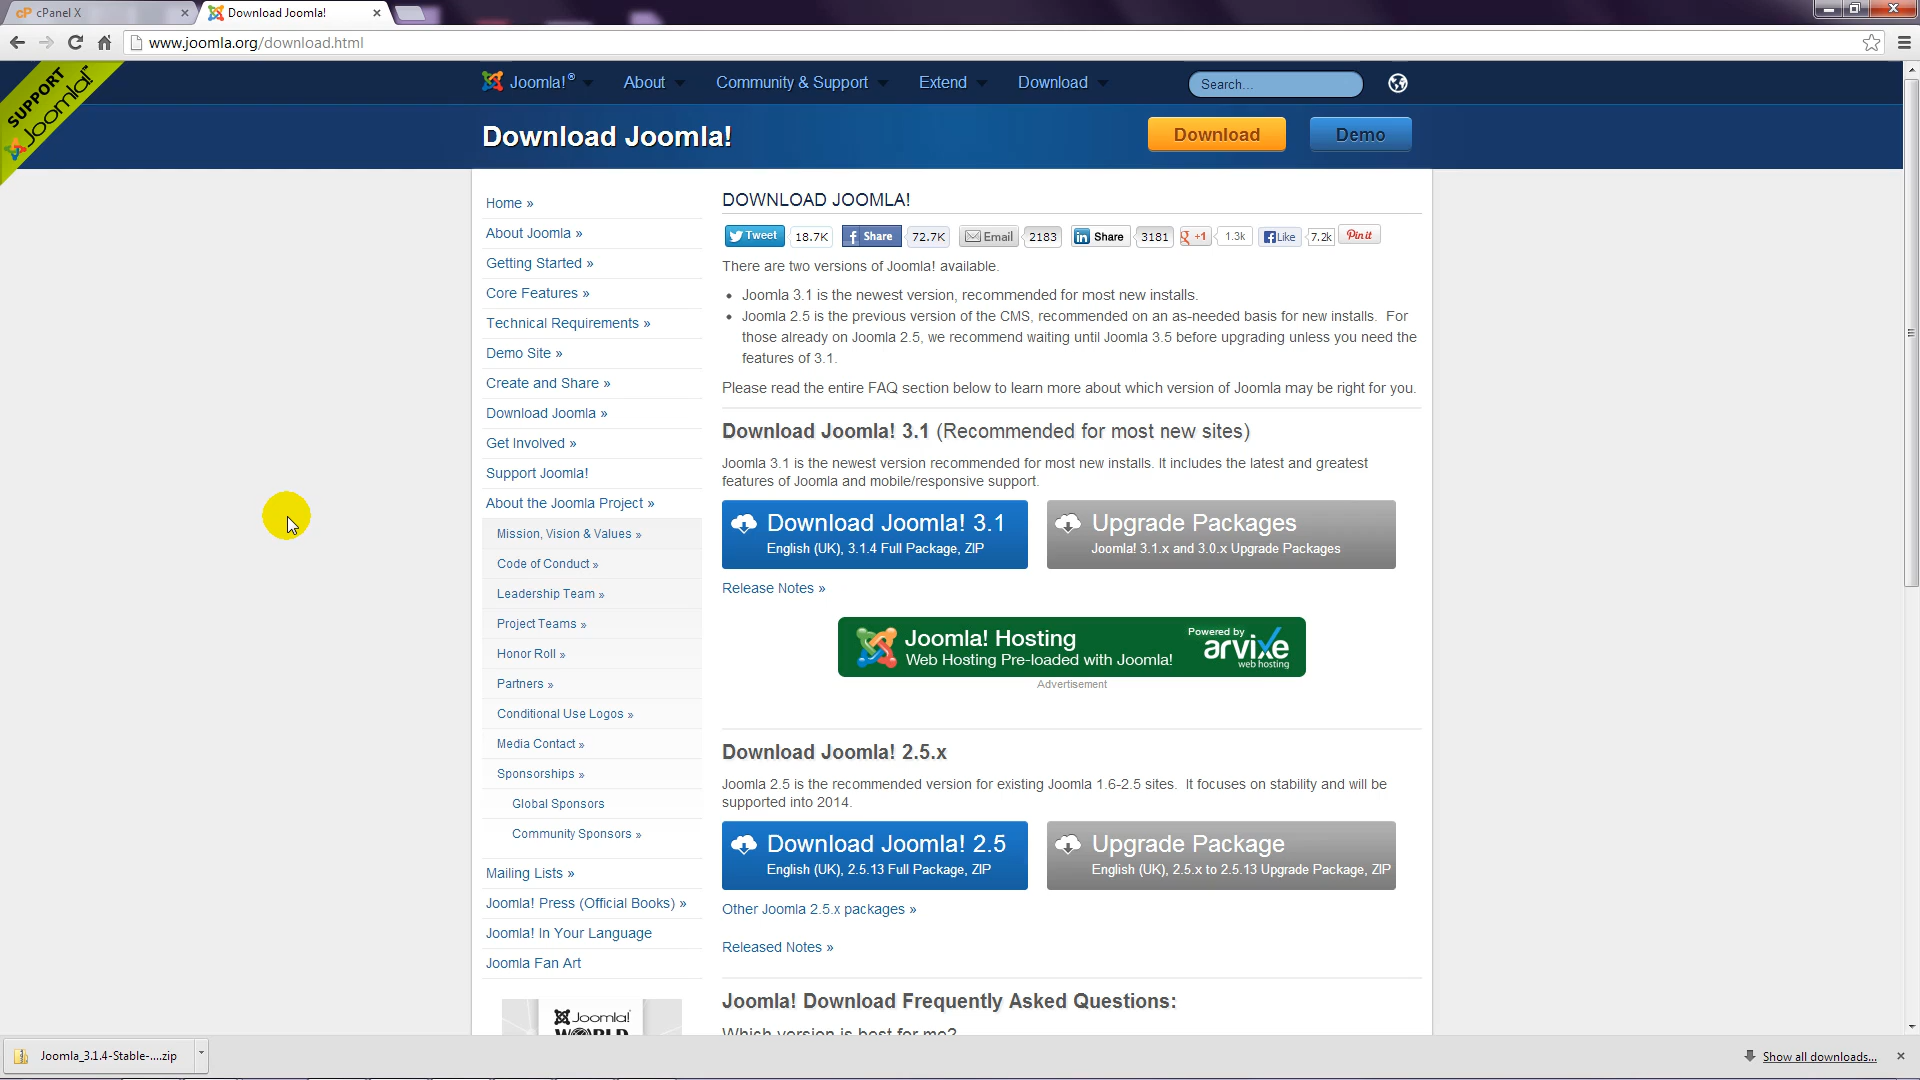 cPanel X
Download Joomla!
www.joomla.org/download.html
SUPPORT
Joomla!™
Joomla!®
About
Community & Support
Extend
Download
Search...
Download Joomla!
Download
Demo
Home »
About Joomla »
Getting Started »
Core Features »
Technical Requirements »
Demo Site »
Create and Share »
Download Joomla »
Get Involved »
Support Joomla!
About the Joomla Project »
Mission, Vision & Values »
Code of Conduct »
Leadership Team »
Project Teams »
Honor Roll »
Partners »
Conditional Use Logos »
Media Contact »
Sponsorships »
Global Sponsors
Community Sponsors »
Mailing Lists »
Joomla! Press (Official Books) »
Joomla! In Your Language
Joomla Fan Art
Joomla!
WORLD
DOWNLOAD JOOMLA!
Tweet 18.7K Share 72.7K Email 2183 Share 3181 +1 1.3k Like 7.2k Pin it
There are two versions of Joomla! available.
• Joomla 3.1 is the newest version, recommended for most new installs.
• Joomla 2.5 is the previous version of the CMS, recommended on an as-needed basis for new installs. For
those already on Joomla 2.5, we recommend waiting until Joomla 3.5 before upgrading unless you need the
features of 3.1.
Please read the entire FAQ section below to learn more about which version of Joomla may be right for you.
Download Joomla! 3.1 (Recommended for most new sites)
Joomla 3.1 is the newest version recommended for most new installs. It includes the latest and greatest
features of Joomla and mobile/responsive support.
Download Joomla! 3.1
English (UK), 3.1.4 Full Package, ZIP
Upgrade Packages
Joomla! 3.1.x and 3.0.x Upgrade Packages
Release Notes »
Joomla! Hosting
Web Hosting Pre-loaded with Joomla!
Powered by
arvixe
web hosting
Advertisement
Download Joomla! 2.5.x
Joomla 2.5 is the recommended version for existing Joomla 1.6-2.5 sites. It focuses on stability and will be
supported into 2014.
Download Joomla! 2.5
English (UK), 2.5.13 Full Package, ZIP
Upgrade Package
English (UK), 2.5.x to 2.5.13 Upgrade Package, ZIP
Other Joomla 2.5.x packages »
Released Notes »
Joomla! Download Frequently Asked Questions:
Which version is best for me?
Joomla_3.1.4-Stable-....zip
Show all downloads...